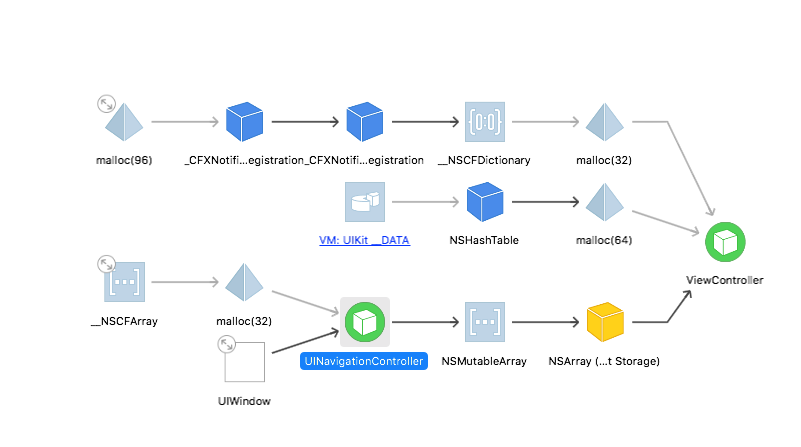 malloc(96)
_CFXNotifi...egistration
_CFXNotifi...egistration
__NSCFDictionary
malloc(32)
VM: UIKit __DATA
NSHashTable
malloc(64)
ViewController
__NSCFArray
malloc(32)
UINavigationController
NSMutableArray
NSArray (...t Storage)
UIWindow